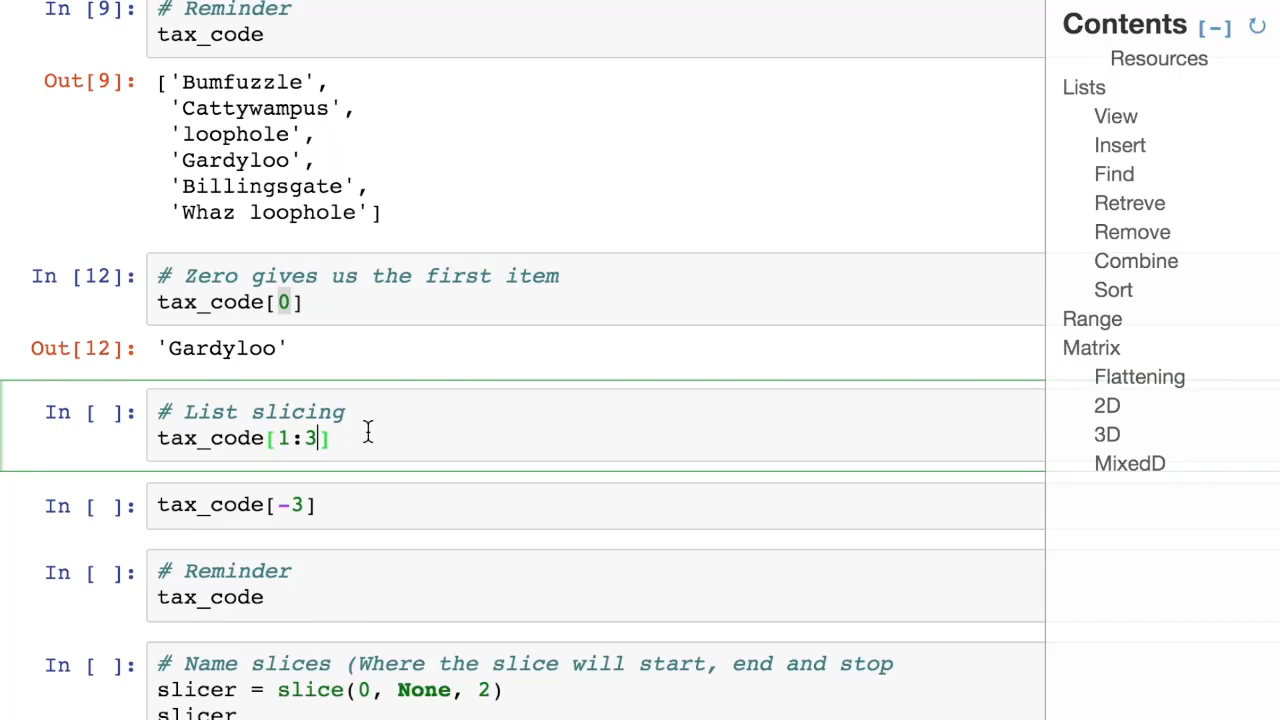 In [9]: # Reminder
tax_code
Out[9]: ['Bumfuzzle',
'Cattywampus',
'loophole',
'Gardyloo',
'Billingsgate',
'Whaz loophole']
In [12]: # Zero gives us the first item
tax_code[0]
Out[12]: 'Gardyloo'
In [ ]: # List slicing
tax_code[1:3]
In [ ]: tax_code[-3]
In [ ]: # Reminder
tax_code
In [ ]: # Name slices (Where the slice will start, end and stop
slicer = slice(0, None, 2)
slicer
Contents [-] ↻
Resources
Lists
View
Insert
Find
Retreve
Remove
Combine
Sort
Range
Matrix
Flattening
2D
3D
MixedD